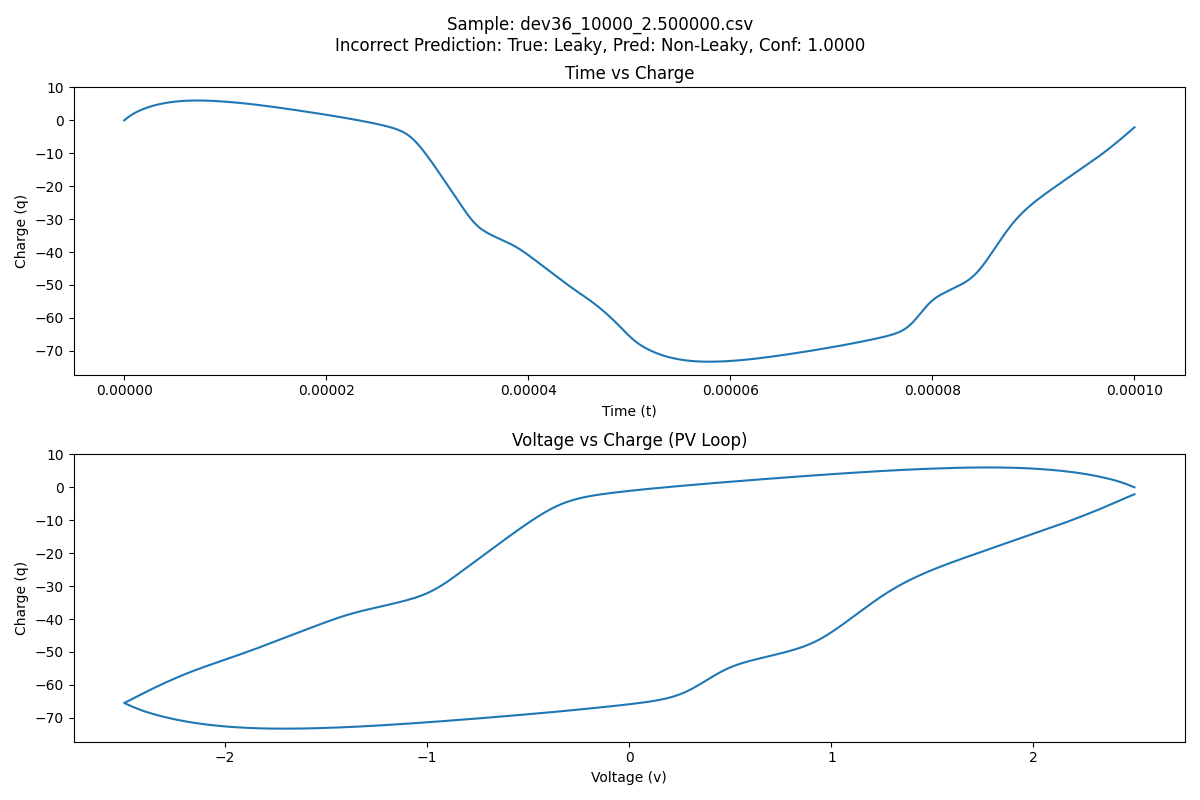 Sample: dev36_10000_2.500000.csv
Incorrect Prediction: True: Leaky, Pred: Non-Leaky, Conf: 1.0000
Time vs Charge
10
0
−10
−20
−30
−40
−50
−60
−70
Charge (q)
0.00000 0.00002 0.00004 0.00006 0.00008 0.00010
Time (t)
Voltage vs Charge (PV Loop)
10
0
−10
−20
−30
−40
−50
−60
−70
Charge (q)
−2 −1 0 1 2
Voltage (v)